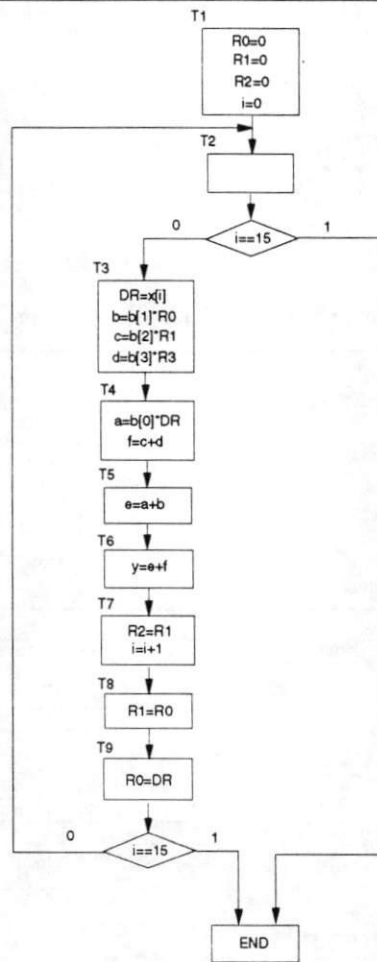 T1
R0=0
R1=0
R2=0
i=0
T2
i==15
0
1
T3
DR=x[i]
b=b[1]*R0
c=b[2]*R1
d=b[3]*R3
T4
a=b[0]*DR
f=c+d
T5
e=a+b
T6
y=e+f
T7
R2=R1
i=i+1
T8
R1=R0
T9
R0=DR
0
1
i==15
END